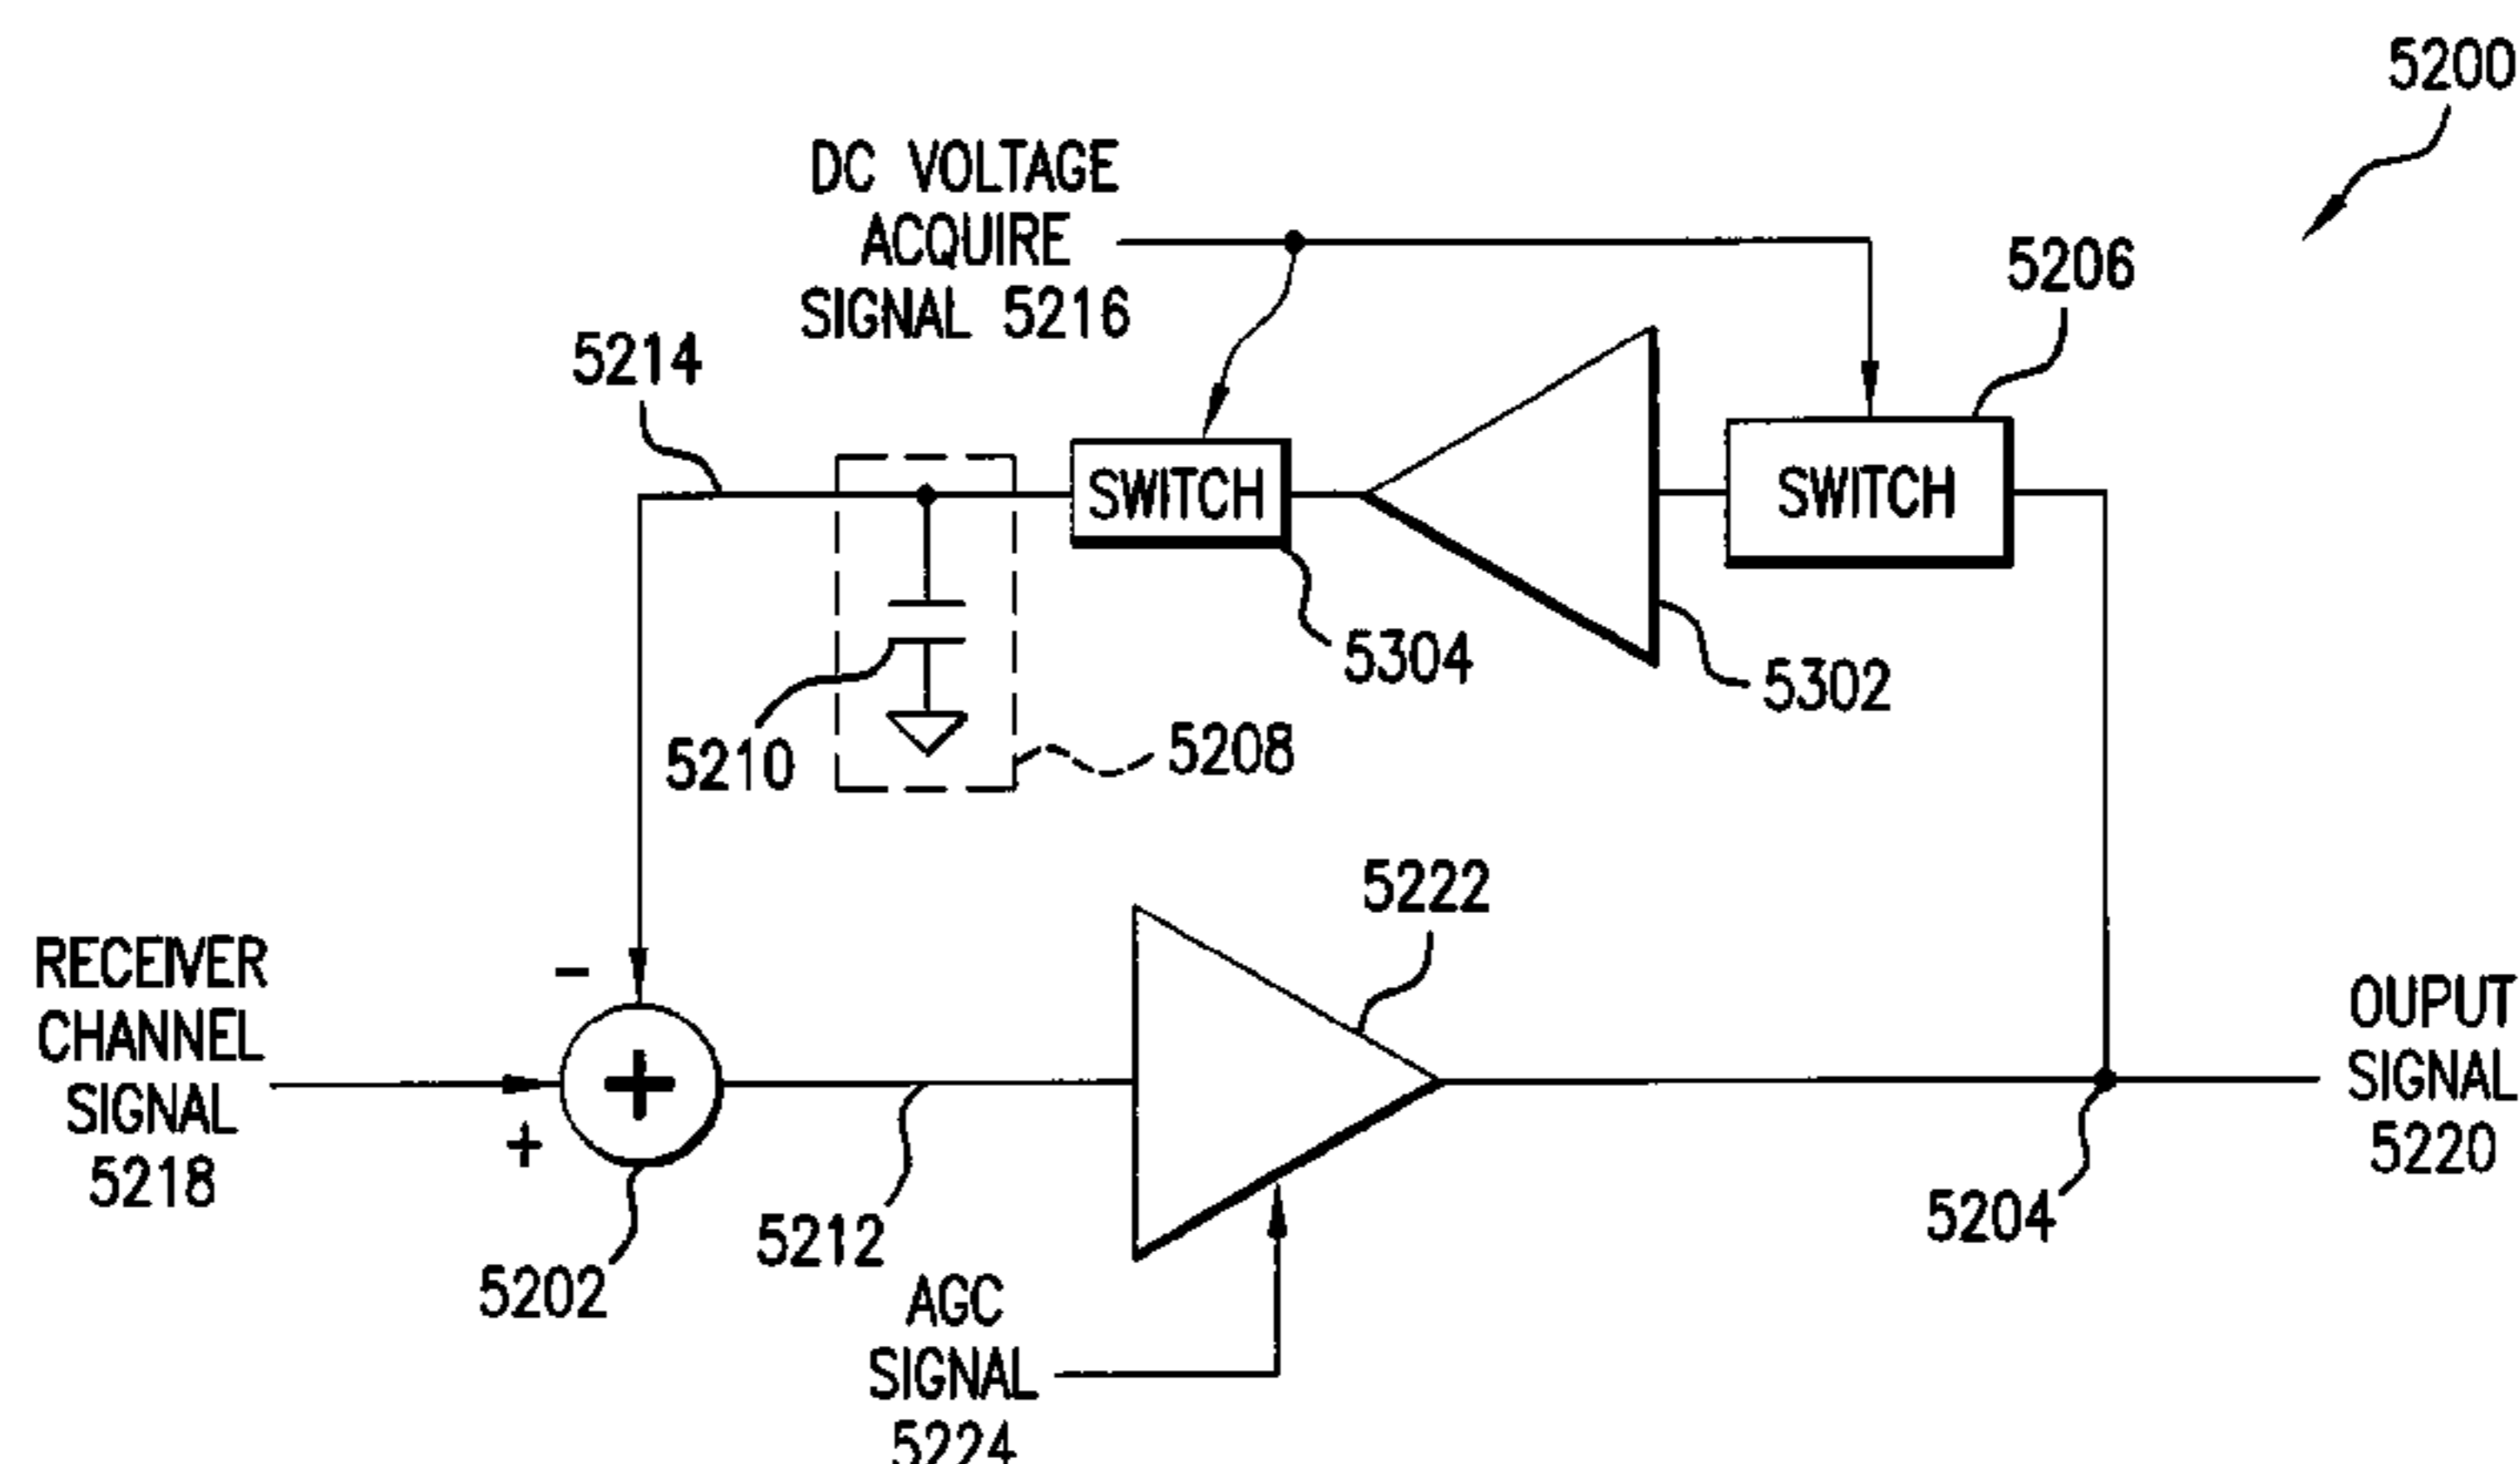 5200
DC VOLTAGE
ACQUIRE
SIGNAL 5216
5206
5214
SWITCH
SWITCH
5304
5302
5210
5208
5222
RECEIVER
CHANNEL
SIGNAL
5218
-
+
+
OUPUT
SIGNAL
5220
5204
5212
5202
AGC
SIGNAL
5224